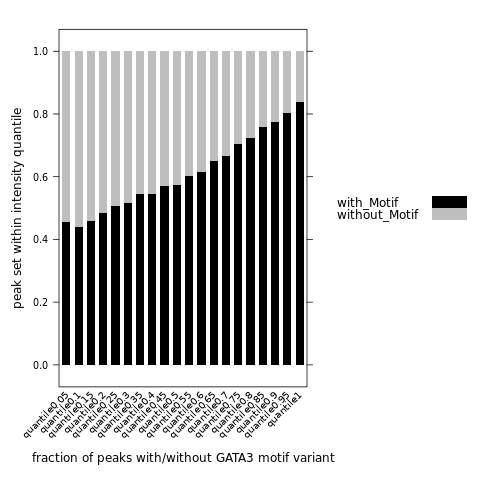 peak set within intensity quantile
1.0
0.8
0.6
0.4
0.2
0.0
quantile0.05
quantile0.1
quantile0.15
quantile0.2
quantile0.25
quantile0.3
quantile0.35
quantile0.4
quantile0.45
quantile0.5
quantile0.55
quantile0.6
quantile0.65
quantile0.7
quantile0.75
quantile0.8
quantile0.85
quantile0.9
quantile0.95
quantile1
fraction of peaks with/without GATA3 motif variant
with_Motif
without_Motif